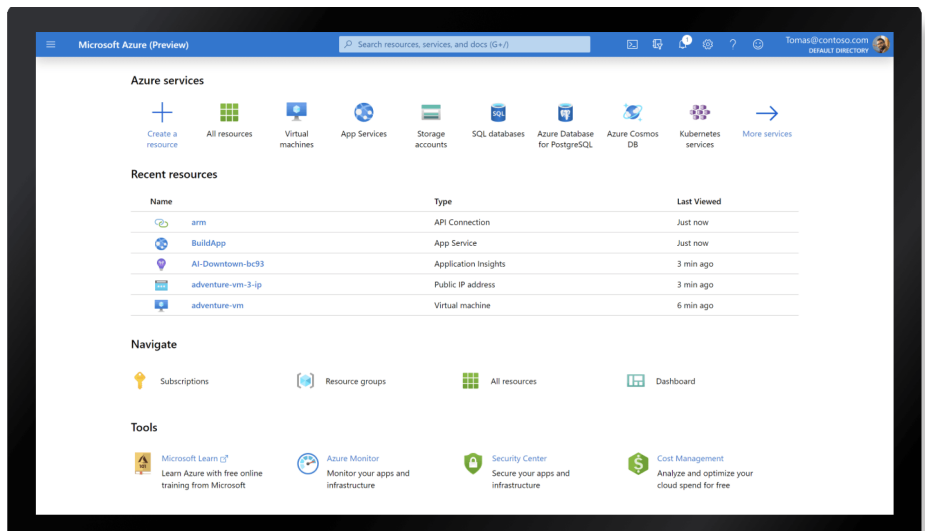 Microsoft Azure (Preview)
Search resources, services, and docs (G+/)
1
Tomas@contoso.com
DEFAULT DIRECTORY
Azure services
Create a resource
All resources
Virtual machines
App Services
Storage accounts
SQL
SQL databases
Azure Database for PostgreSQL
Azure Cosmos DB
Kubernetes services
More services
Recent resources
Name Type Last Viewed
arm API Connection Just now
BuildApp App Service Just now
AI-Downtown-bc93 Application Insights 3 min ago
adventure-vm-3-ip Public IP address 3 min ago
adventure-vm Virtual machine 6 min ago
Navigate
Subscriptions
Resource groups
All resources
Dashboard
Tools
Microsoft Learn
Learn Azure with free online
training from Microsoft
Azure Monitor
Monitor your apps and
infrastructure
Security Center
Secure your apps and
infrastructure
Cost Management
Analyze and optimize your
cloud spend for free